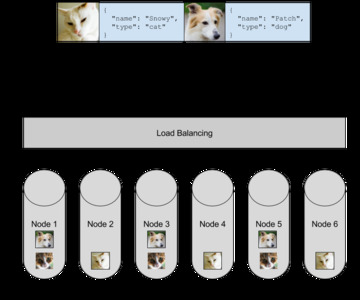 {
"name": "Snowy",
"type": "cat"
}
{
"name": "Patch",
"type": "dog"
}
Load Balancing
Node 1
Node 2
Node 3
Node 4
Node 5
Node 6